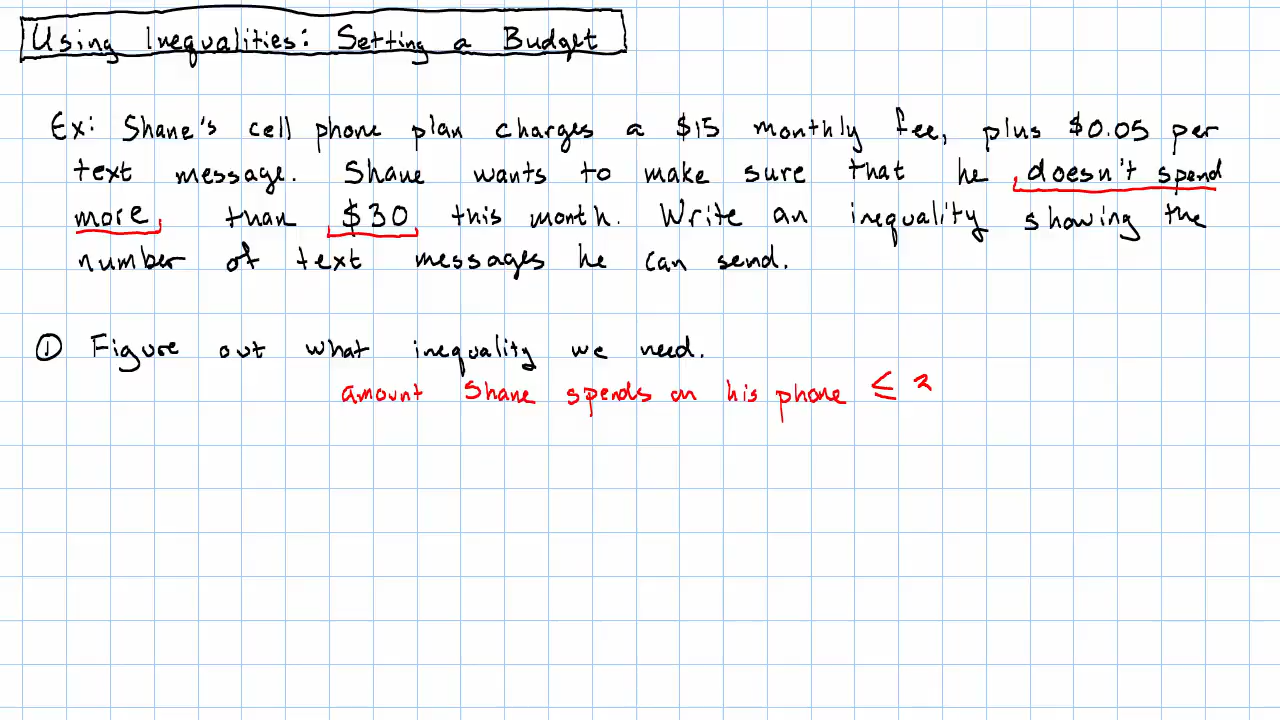 Using Inequalities: Setting a Budget
Ex: Shane's cell phone plan charges a $15 monthly fee, plus $0.05 per
text message. Shane wants to make sure that he doesn't spend
more than $30 this month. Write an inequality showing the
number of text messages he can send.
① Figure out what inequality we need.
amount Shane spends on his phone ≤